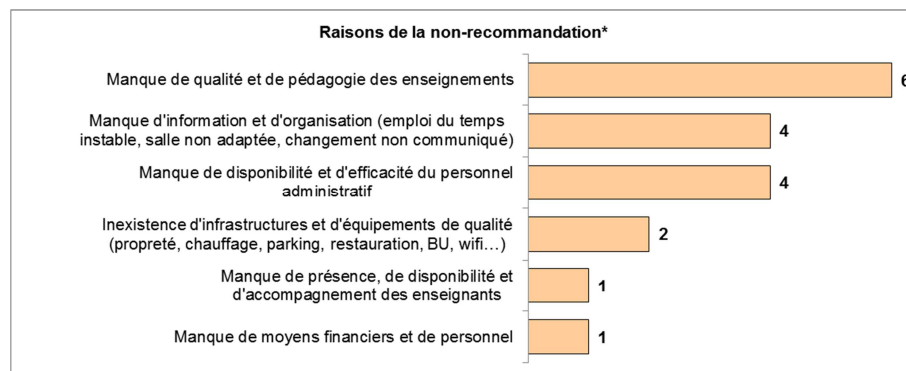 Raisons de la non-recommandation*
Manque de qualité et de pédagogie des enseignements
6
Manque d'information et d'organisation (emploi du temps
instable, salle non adaptée, changement non communiqué)
4
Manque de disponibilité et d'efficacité du personnel
administratif
4
Inexistence d'infrastructures et d'équipements de qualité
(propreté, chauffage, parking, restauration, BU, wifi…)
2
Manque de présence, de disponibilité et
d'accompagnement des enseignants
1
Manque de moyens financiers et de personnel
1